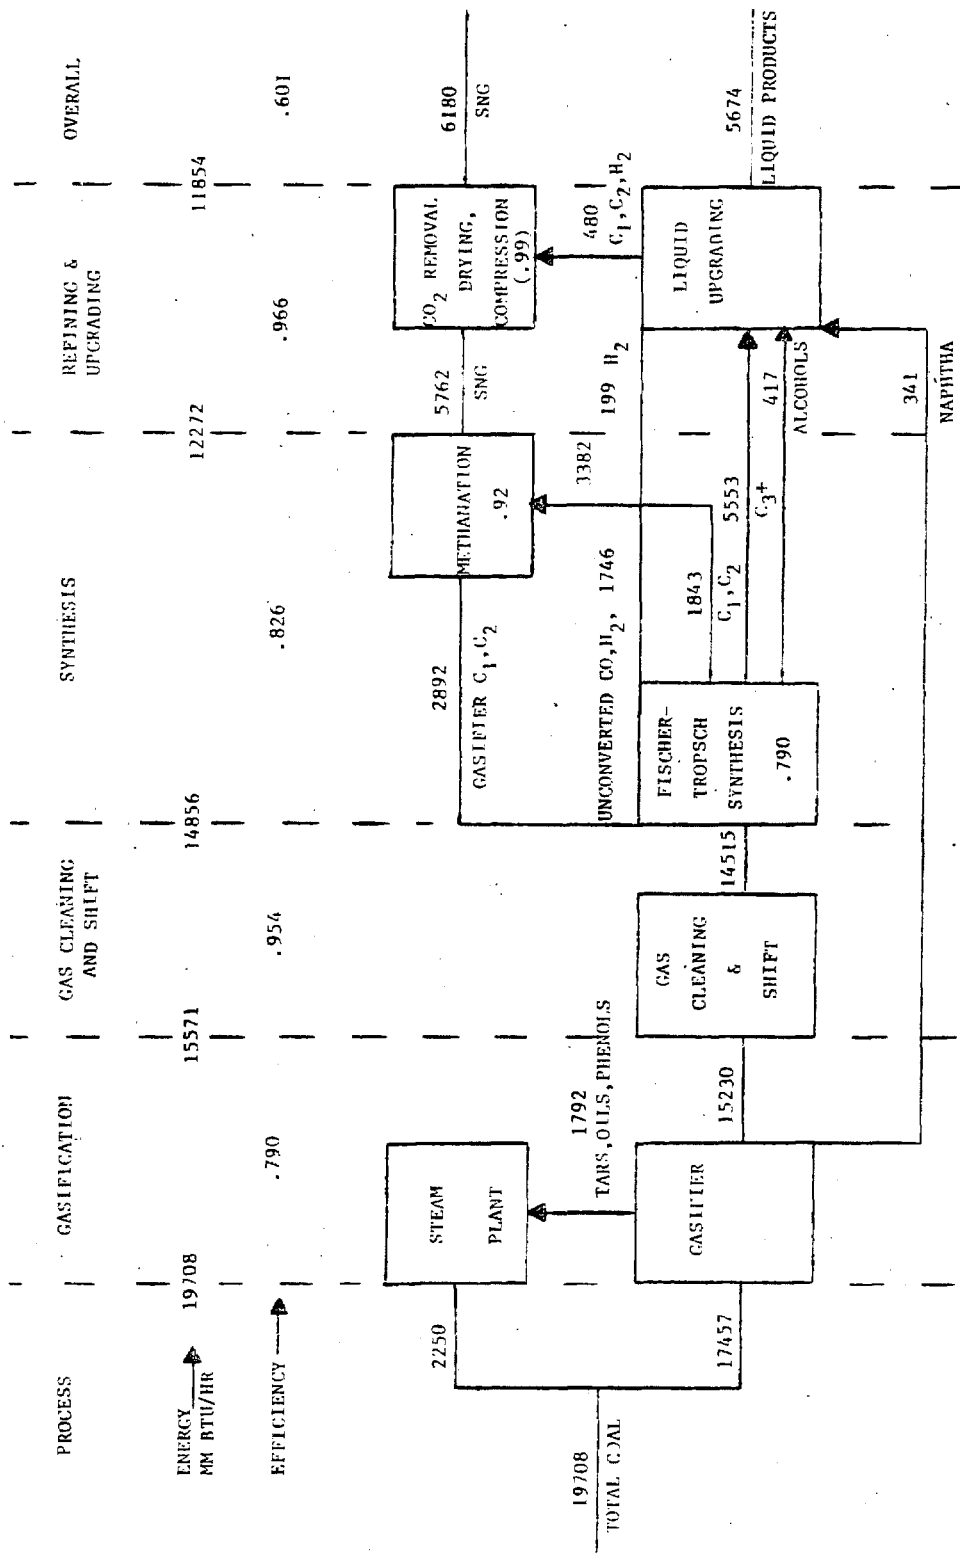 PROCESS
GASIFICATION
GAS CLEANING
AND SHIFT
SYNTHESIS
REFINING &
UPGRADING
OVERALL
ENERGY
MM BTU/HR
19708
15571
14856
12272
11854
EFFICIENCY
.790
.954
.826
.966
.601
19708
TOTAL COAL
2250
17457
STEAM
PLANT
1792
TARS,OILS,PHENOLS
GASIFIER
15230
GAS
CLEANING
&
SHIFT
14515
2892
GASIFIER C1,C2
UNCONVERTED CO,H2, 1746
FISCHER-
TROPSCH
SYNTHESIS
.790
METHANATION
.92
3382
1843
C1,C2
5553
C3+
417
ALCOHOLS
199 H2
5762
SNG
CO2 REMOVAL
DRYING,
COMPRESSION
(.99)
480
C1,C2,H2
LIQUID
UPGRADING
341
NAPHTHA
6180
SNG
5674
LIQUID PRODUCTS